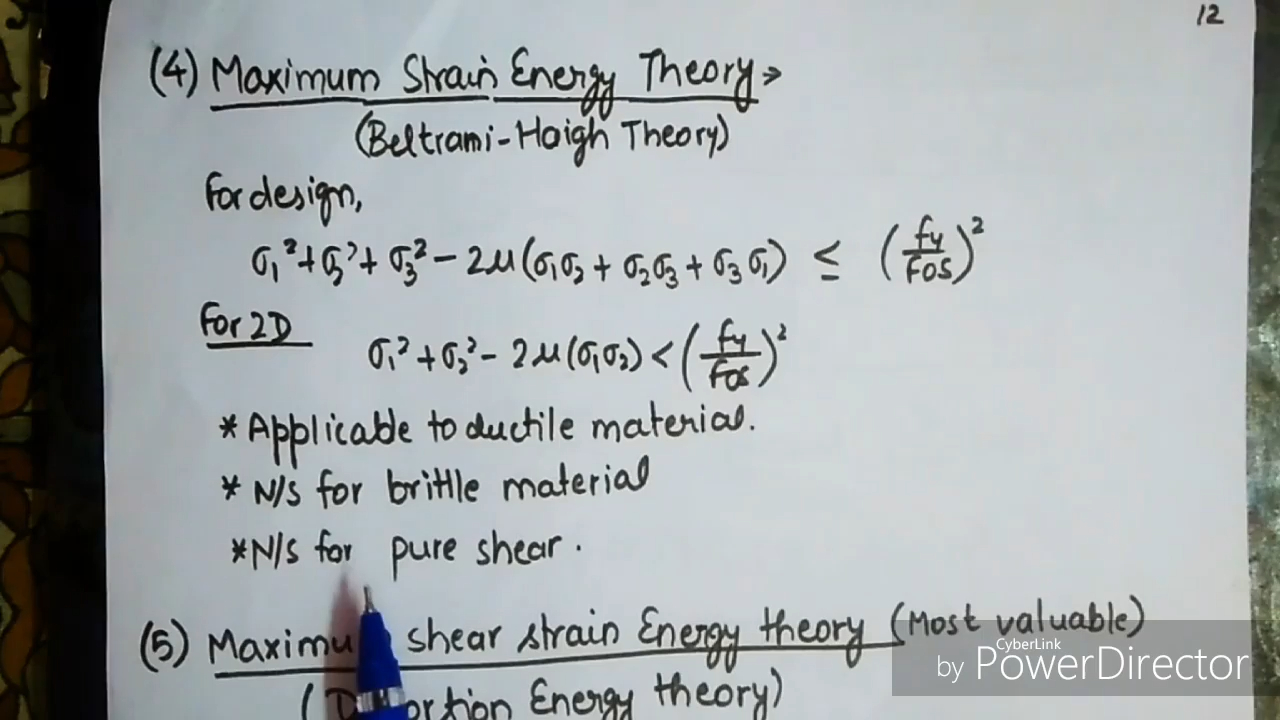 12
(4) Maximum Strain Energy Theory →
(Beltrami-Haigh Theory)
For design,
σ₁² + σ₂² + σ₃² - 2μ(σ₁σ₂ + σ₂σ₃ + σ₃σ₁) ≤ (fy/FOS)²
For 2D
σ₁² + σ₂² - 2μ(σ₁σ₂) < (fy/FOS)²
* Applicable to ductile material.
* N/S for brittle material
* N/S for pure shear.
(5) Maximu shear strain Energy theory (Most valuable)
(D ortion Energy theory)
CyberLink
by PowerDirector